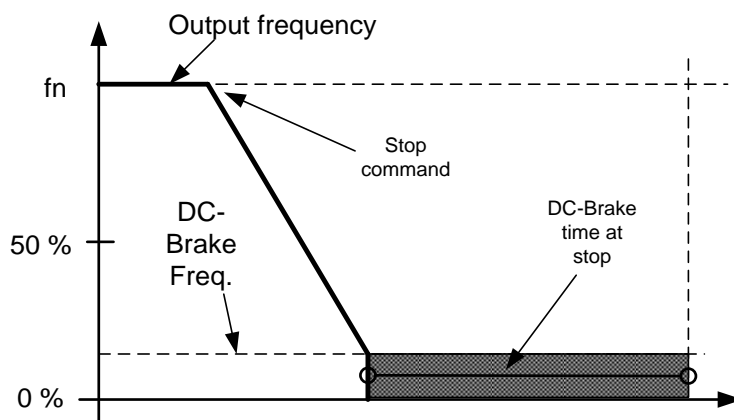 Output frequency
fn
Stop
command
DC-
Brake
Freq.
DC-Brake
time at
stop
50 %
0 %